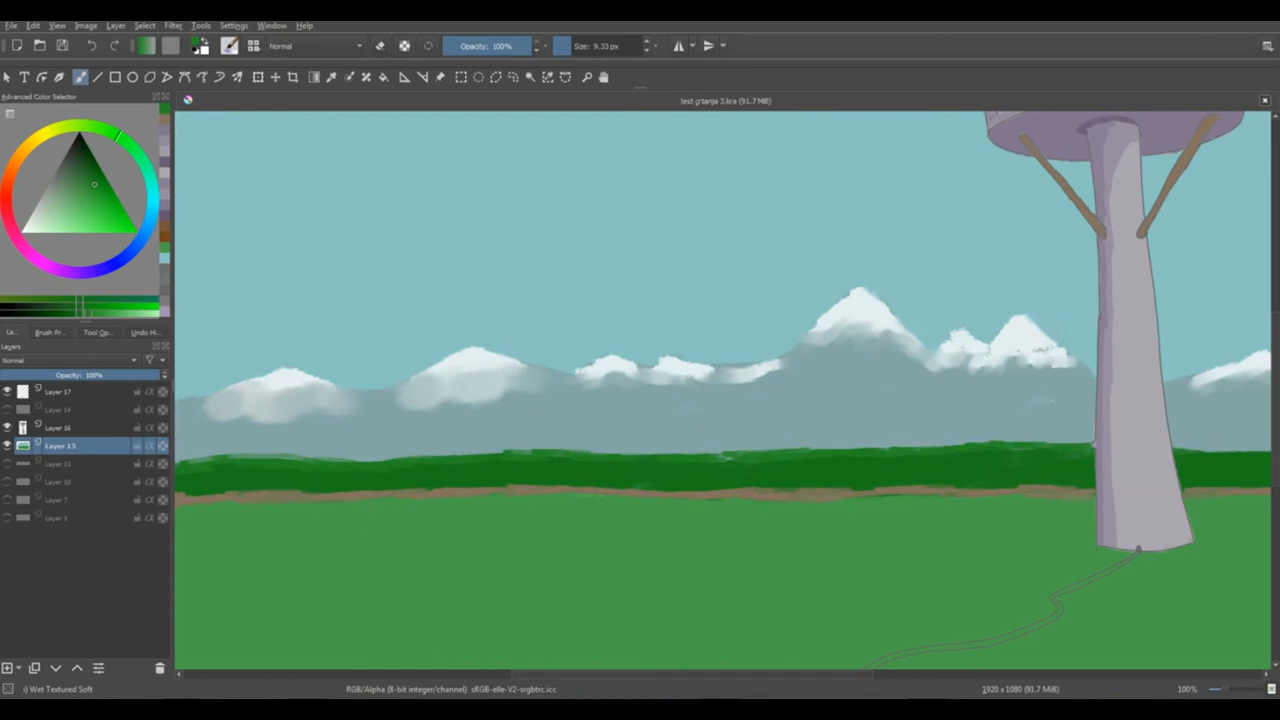 File Edit View Image Layer Select Filter Tools Settings Window Help
Normal Opacity: 100% Size: 9.33 px
Advanced Color Selector
test grtanja 3.kra (91.7 MiB)
La... Brush Pr... Tool Op... Undo Hi...
Layers
Normal
Opacity: 100%
Layer 17
Layer 14
Layer 16
Layer 15
Layer 13
Layer 10
Layer 7
Layer 1
i) Wet Textured Soft
RGB/Alpha (8-bit integer/channel) sRGB-elle-V2-srgbtrc.icc
1920 x 1080 (91.7 MiB)
100%